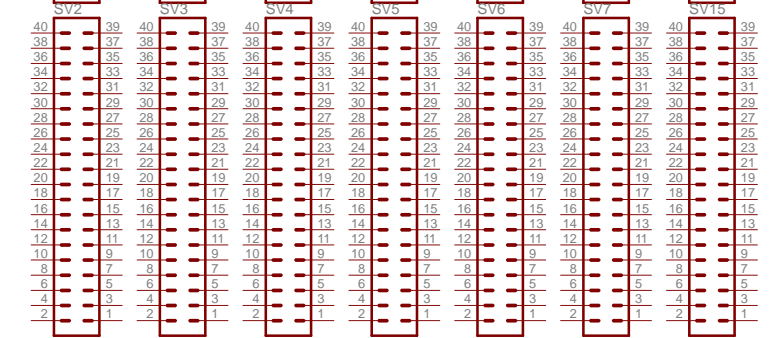 SV2 SV3 SV4 SV5 SV6 SV7 SV15
40 39 40 39 40 39 40 39 40 39 40 39 40 39
38 37 38 37 38 37 38 37 38 37 38 37 38 37
36 35 36 35 36 35 36 35 36 35 36 35 36 35
34 33 34 33 34 33 34 33 34 33 34 33 34 33
32 31 32 31 32 31 32 31 32 31 32 31 32 31
30 29 30 29 30 29 30 29 30 29 30 29 30 29
28 27 28 27 28 27 28 27 28 27 28 27 28 27
26 25 26 25 26 25 26 25 26 25 26 25 26 25
24 23 24 23 24 23 24 23 24 23 24 23 24 23
22 21 22 21 22 21 22 21 22 21 22 21 22 21
20 19 20 19 20 19 20 19 20 19 20 19 20 19
18 17 18 17 18 17 18 17 18 17 18 17 18 17
16 15 16 15 16 15 16 15 16 15 16 15 16 15
14 13 14 13 14 13 14 13 14 13 14 13 14 13
12 11 12 11 12 11 12 11 12 11 12 11 12 11
10 9 10 9 10 9 10 9 10 9 10 9 10 9
8 7 8 7 8 7 8 7 8 7 8 7 8 7
6 5 6 5 6 5 6 5 6 5 6 5 6 5
4 3 4 3 4 3 4 3 4 3 4 3 4 3
2 1 2 1 2 1 2 1 2 1 2 1 2 1